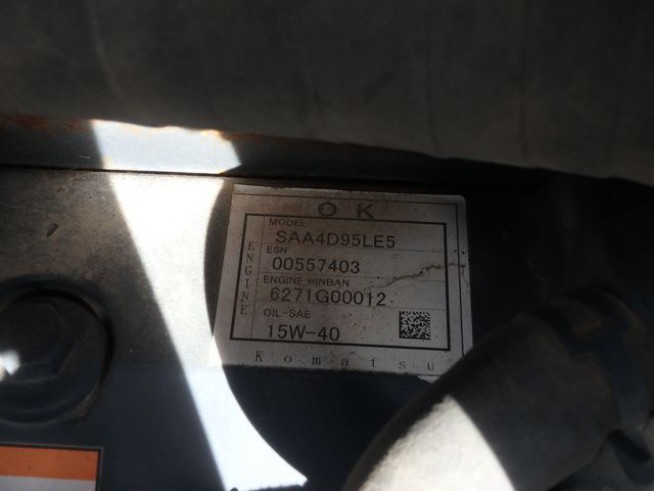 O K
ENGINE
MODEL
SAA4D95LE5
ESN
00557403
ENGINE HINBAN
6271G00012
OIL-SAE
15W-40
Komatsu